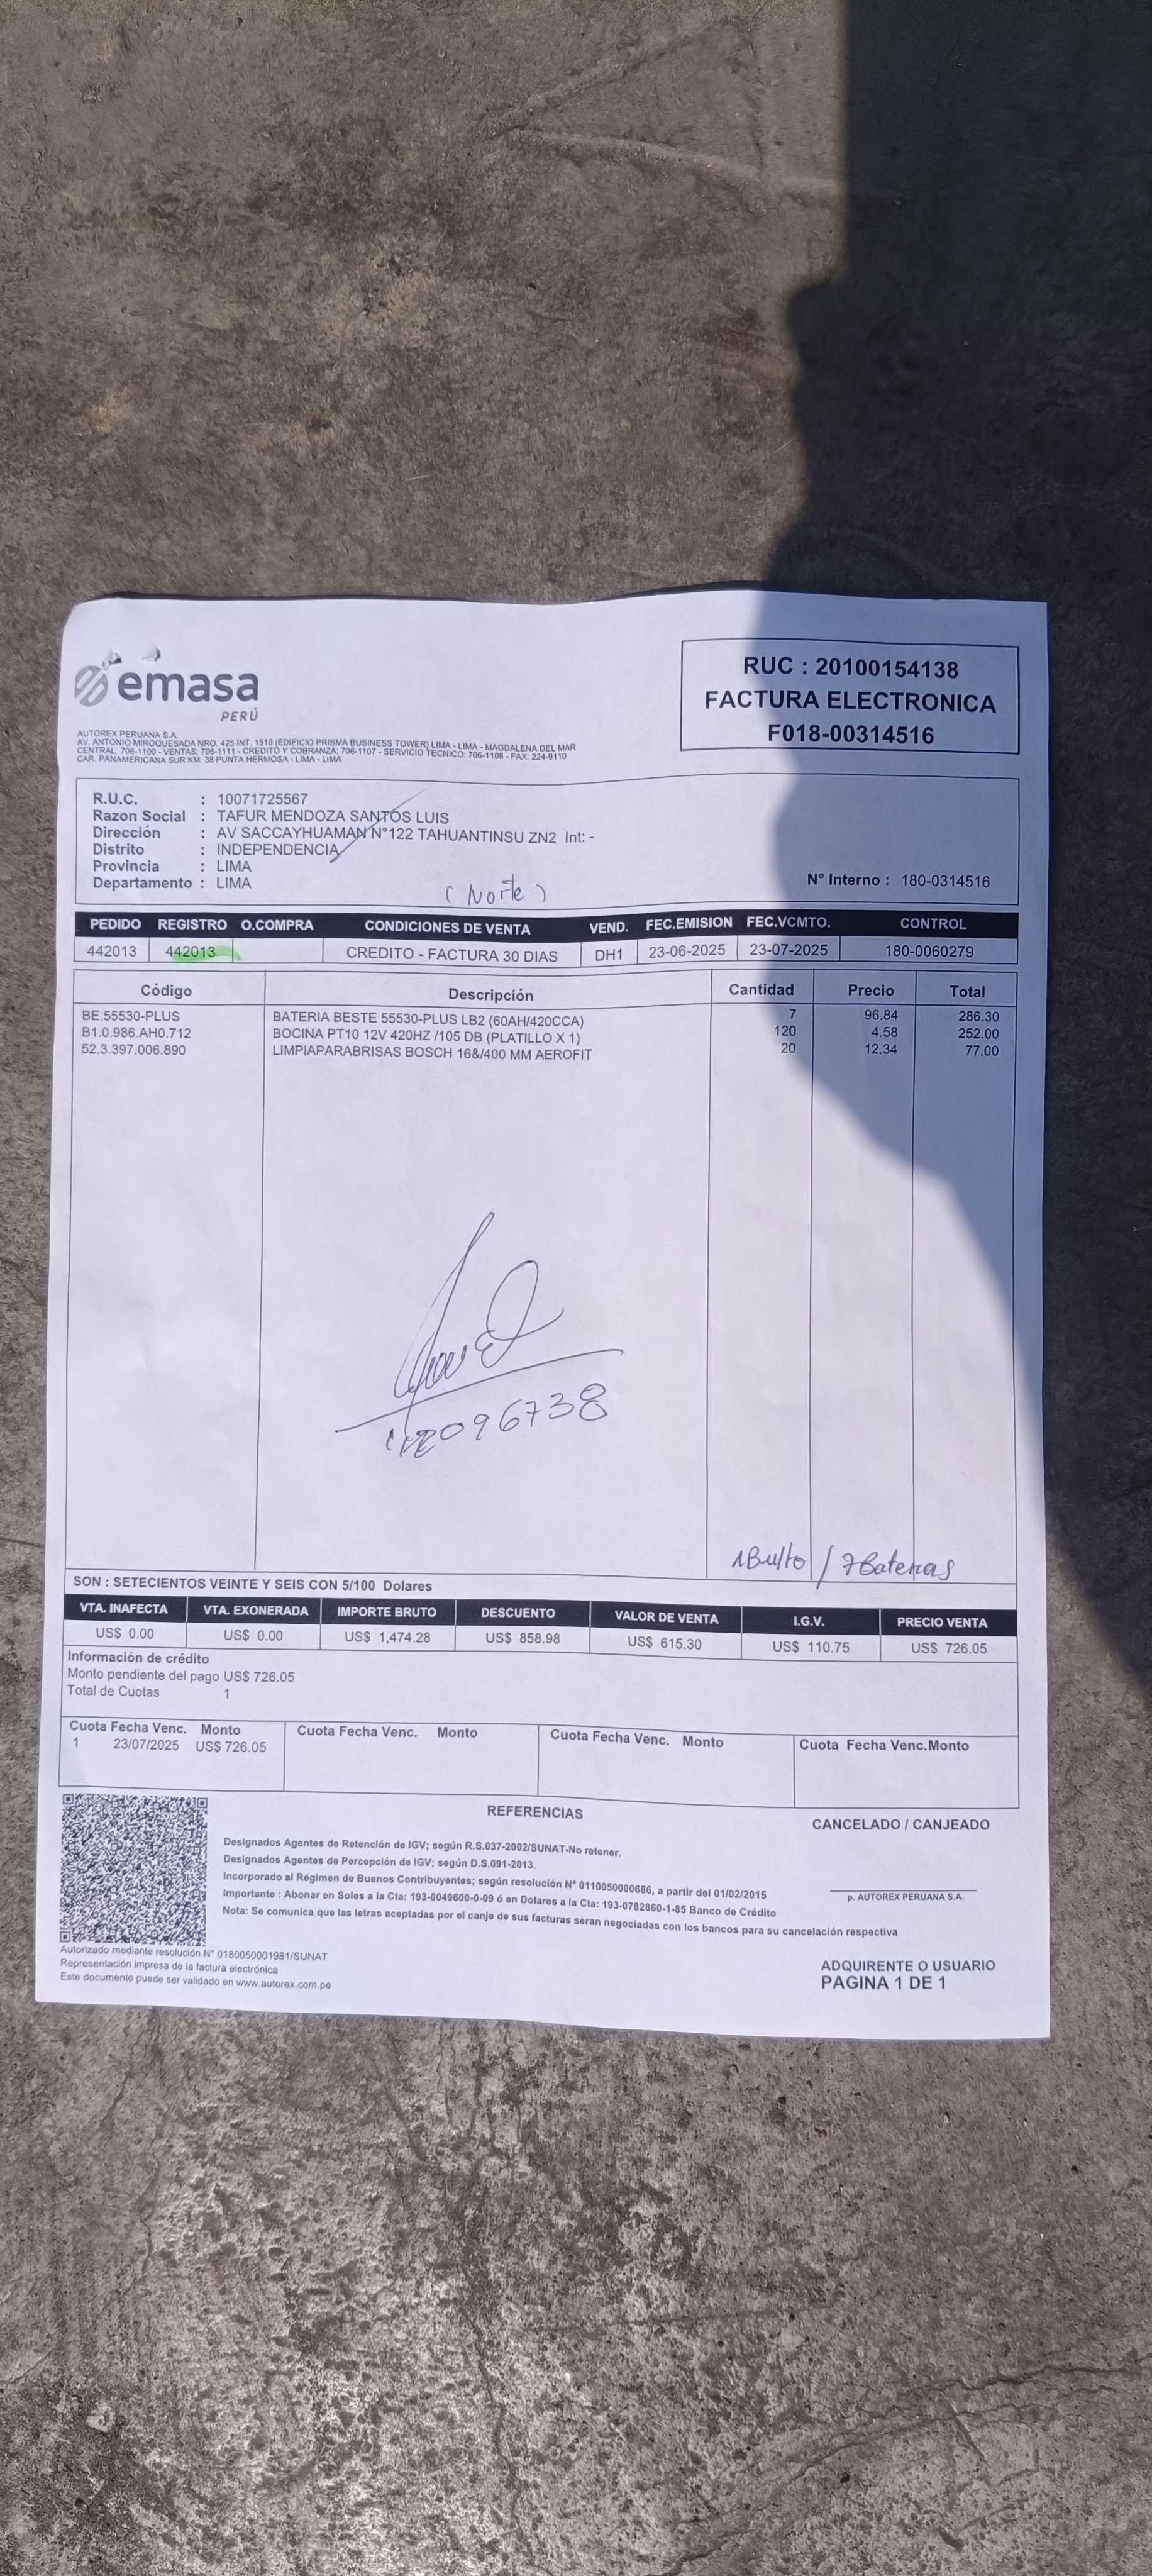 emasa
PERÚ
RUC : 20100154138
FACTURA ELECTRONICA
F018-00314516
AUTOREX PERUANA S.A.
AV. ANTONIO MIROQUESADA NRO. 425 INT. 1510 (EDIFICIO PRISMA BUSINESS TOWER) LIMA - LIMA - MAGDALENA DEL MAR
CENTRAL: 706-1100 - VENTAS: 706-1111 - CREDITO Y COBRANZA: 706-1107 - SERVICIO TECNICO: 706-1108 - FAX: 224-9110
CAR. PANAMERICANA SUR KM. 38 PUNTA HERMOSA - LIMA - LIMA
R.U.C. : 10071725567
Razon Social : TAFUR MENDOZA SANTOS LUIS
Dirección : AV SACCAYHUAMAN N°122 TAHUANTINSU ZN2 Int: -
Distrito : INDEPENDENCIA
Provincia : LIMA
Departamento : LIMA
N° Interno : 180-0314516
(Norte)
PEDIDO REGISTRO O.COMPRA CONDICIONES DE VENTA VEND. FEC.EMISION FEC.VCMTO. CONTROL
442013 442013 CREDITO - FACTURA 30 DIAS DH1 23-06-2025 23-07-2025 180-0060279
Código Descripción Cantidad Precio Total
BE.55530-PLUS BATERIA BESTE 55530-PLUS LB2 (60AH/420CCA) 7 96.84 286.30
B1.0.986.AH0.712 BOCINA PT10 12V 420HZ /105 DB (PLATILLO X 1) 120 4.58 252.00
52.3.397.006.890 LIMPIAPARABRISAS BOSCH 16&/400 MM AEROFIT 20 12.34 77.00
1Bulto / 7Baterias
SON : SETECIENTOS VEINTE Y SEIS CON 5/100 Dolares
VTA. INAFECTA VTA. EXONERADA IMPORTE BRUTO DESCUENTO VALOR DE VENTA I.G.V. PRECIO VENTA
US$ 0.00 US$ 0.00 US$ 1,474.28 US$ 858.98 US$ 615.30 US$ 110.75 US$ 726.05
Información de crédito
Monto pendiente del pago US$ 726.05
Total de Cuotas 1
Cuota Fecha Venc. Monto Cuota Fecha Venc. Monto Cuota Fecha Venc. Monto Cuota Fecha Venc.Monto
1 23/07/2025 US$ 726.05
REFERENCIAS
CANCELADO / CANJEADO
Designados Agentes de Retención de IGV; según R.S.037-2002/SUNAT-No retener.
Designados Agentes de Percepción de IGV; según D.S.091-2013.
Incorporado al Régimen de Buenos Contribuyentes; según resolución N° 0110050000686, a partir del 01/02/2015
Importante : Abonar en Soles a la Cta: 193-0049600-0-09 ó en Dolares a la Cta: 193-0782860-1-85 Banco de Crédito
Nota: Se comunica que las letras aceptadas por el canje de sus facturas seran negociadas con los bancos para su cancelación respectiva
p. AUTOREX PERUANA S.A.
Autorizado mediante resolución N° 0180050001981/SUNAT
Representación impresa de la factura electrónica
Este documento puede ser validado en www.autorex.com.pe
ADQUIRENTE O USUARIO
PAGINA 1 DE 1